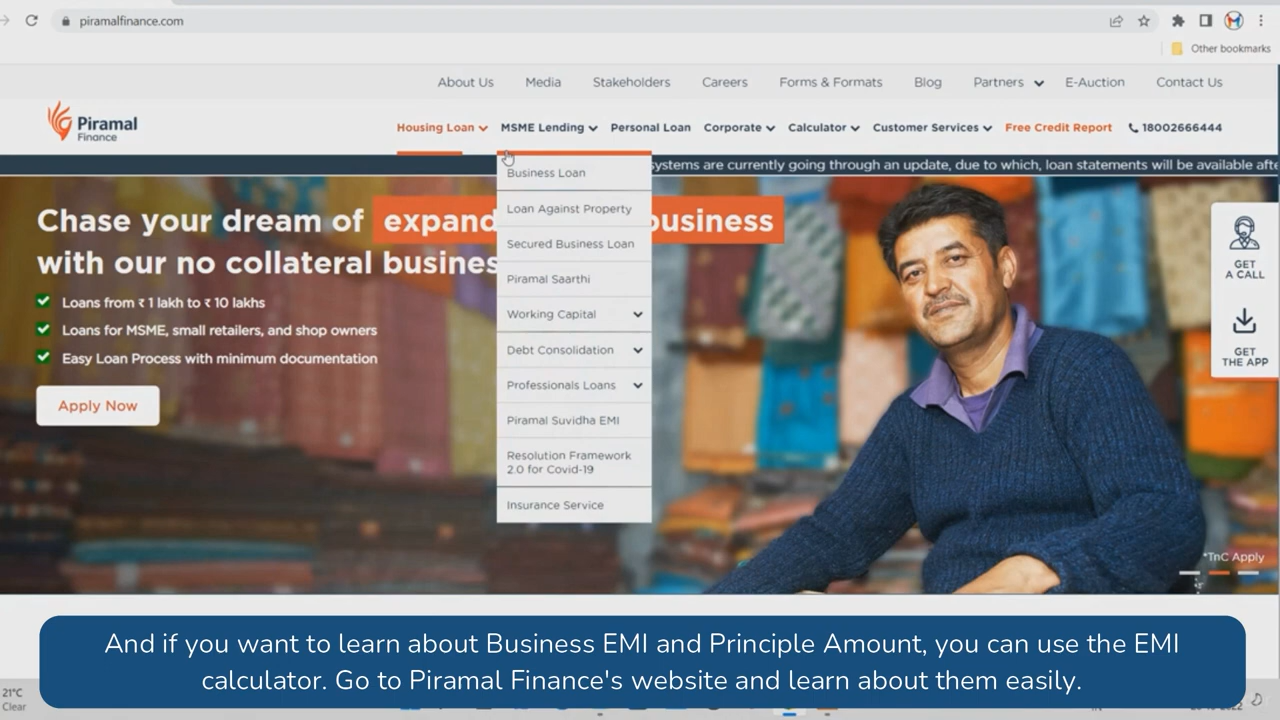 piramalfinance.com
Other bookmarks
About Us Media Stakeholders Careers Forms & Formats Blog Partners E-Auction Contact Us
Piramal
Finance
Housing Loan MSME Lending Personal Loan Corporate Calculator Customer Services Free Credit Report 18002666444
systems are currently going through an update, due to which, loan statements will be available afte
Chase your dream of expand business
with our no collateral busines
Loans from ₹ 1 lakh to ₹ 10 lakhs
Loans for MSME, small retailers, and shop owners
Easy Loan Process with minimum documentation
Apply Now
Business Loan
Loan Against Property
Secured Business Loan
Piramal Saarthi
Working Capital
Debt Consolidation
Professionals Loans
Piramal Suvidha EMI
Resolution Framework
2.0 for Covid-19
Insurance Service
GET
A CALL
GET
THE APP
*TnC Apply
And if you want to learn about Business EMI and Principle Amount, you can use the EMI
calculator. Go to Piramal Finance's website and learn about them easily.
21°C
Clear